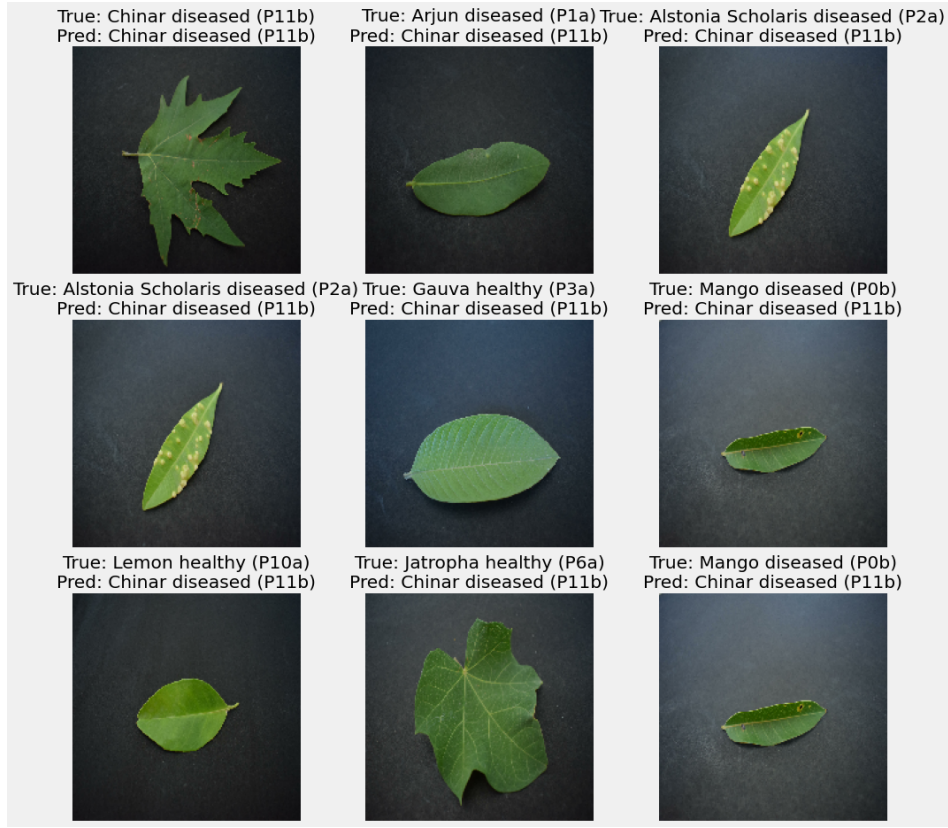 True: Chinar diseased (P11b)
Pred: Chinar diseased (P11b)
True: Arjun diseased (P1a)
Pred: Chinar diseased (P11b)
True: Alstonia Scholaris diseased (P2a)
Pred: Chinar diseased (P11b)
True: Alstonia Scholaris diseased (P2a)
Pred: Chinar diseased (P11b)
True: Gauva healthy (P3a)
Pred: Chinar diseased (P11b)
True: Mango diseased (P0b)
Pred: Chinar diseased (P11b)
True: Lemon healthy (P10a)
Pred: Chinar diseased (P11b)
True: Jatropha healthy (P6a)
Pred: Chinar diseased (P11b)
True: Mango diseased (P0b)
Pred: Chinar diseased (P11b)